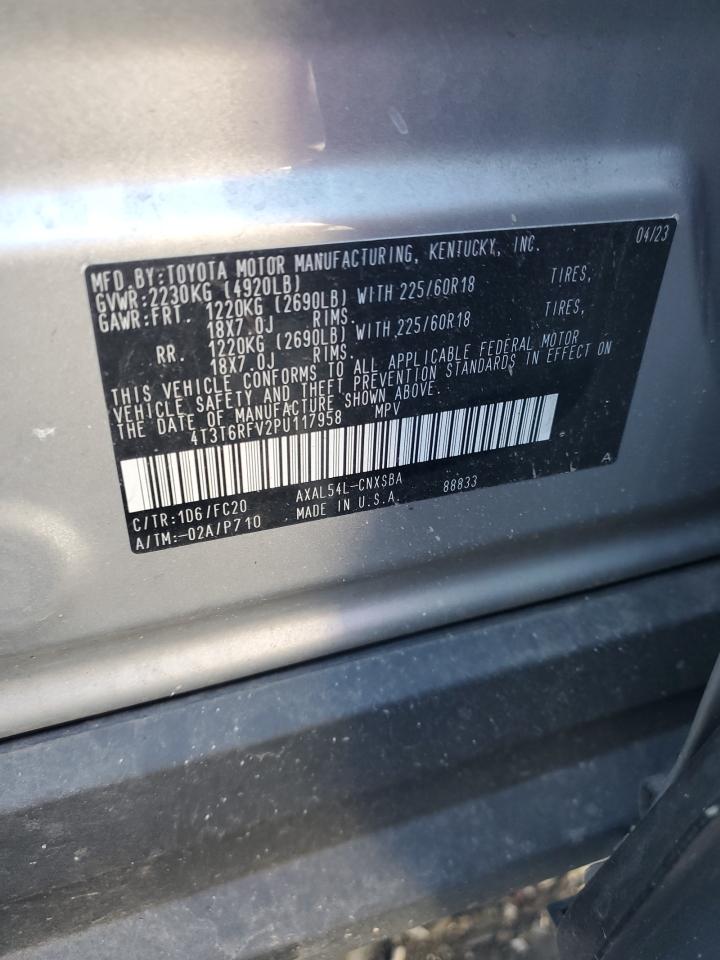 MFD.BY:TOYOTA MOTOR MANUFACTURING, KENTUCKY, INC. 04/23
GVWR:2230KG (4920LB)
GAWR:FRT. 1220KG (2690LB) WITH 225/60R18 TIRES,
18X7.0J RIMS.
RR. 1220KG (2690LB) WITH 225/60R18 TIRES,
18X7.0J RIMS.
THIS VEHICLE CONFORMS TO ALL APPLICABLE FEDERAL MOTOR
VEHICLE SAFETY AND THEFT PREVENTION STANDARDS IN EFFECT ON
THE DATE OF MANUFACTURE SHOWN ABOVE.
4T3T6RFV2PU117958 MPV
A
C/TR:1D6/FC20 AXAL54L-CNXSBA 88833
A/TM:-02A/P710 MADE IN U.S.A.